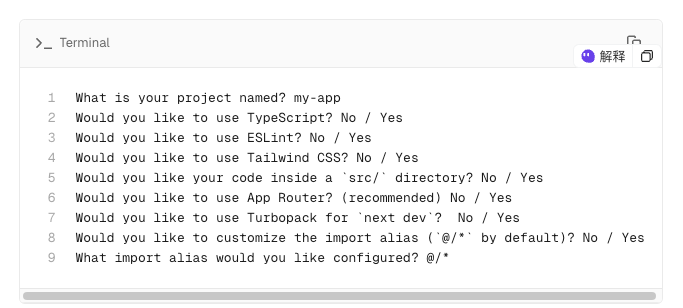 Terminal
解释
1 What is your project named? my-app
2 Would you like to use TypeScript? No / Yes
3 Would you like to use ESLint? No / Yes
4 Would you like to use Tailwind CSS? No / Yes
5 Would you like your code inside a `src/` directory? No / Yes
6 Would you like to use App Router? (recommended) No / Yes
7 Would you like to use Turbopack for `next dev`?  No / Yes
8 Would you like to customize the import alias (`@/*` by default)? No / Yes
9 What import alias would you like configured? @/*